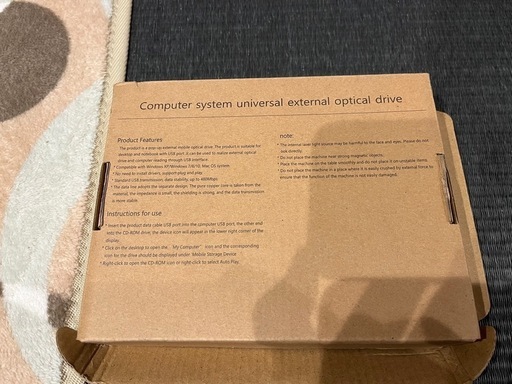 Computer system universal external optical drive
Product Features
The product is a pop-up external mobile optical drive. The product is suitable for
desktop and notebook with USB port. It can be used to realize external optical
drive and computer reading through USB interface.
* Compatible with Windows XP/Windows 7/8/10, Mac OS system
* No need to install drivers, support plug and play.
* Standard USB transmission, data stability, up to 480Mbps
* The data line adopts the separate design. The pure copper core is taken from the
material, the impedance is small, the shielding is strong, and the data transmission
is more stable.
Instructions for use
* Insert the product data cable USB port into the computer USB port, the other end
into the CD-ROM drive, the device icon will appear in the lower right corner of the
display.
* Click on the desktop to open the " My Computer" icon and the corresponding
icon for the drive should be displayed under Mobile Storage Device
* Right-click to open the CD-ROM icon or right-click to select Auto Play.
note:
* The internal laser light source may be harmful to the face and eyes. Please do not
look directly.
* Do not place the machine near strong magnetic objects.
* Place the machine on the table smoothly and do not place it on unstable items
* Do not place the machine in a place where it is easily crushed by external force to
ensure that the function of the machine is not easily damaged.